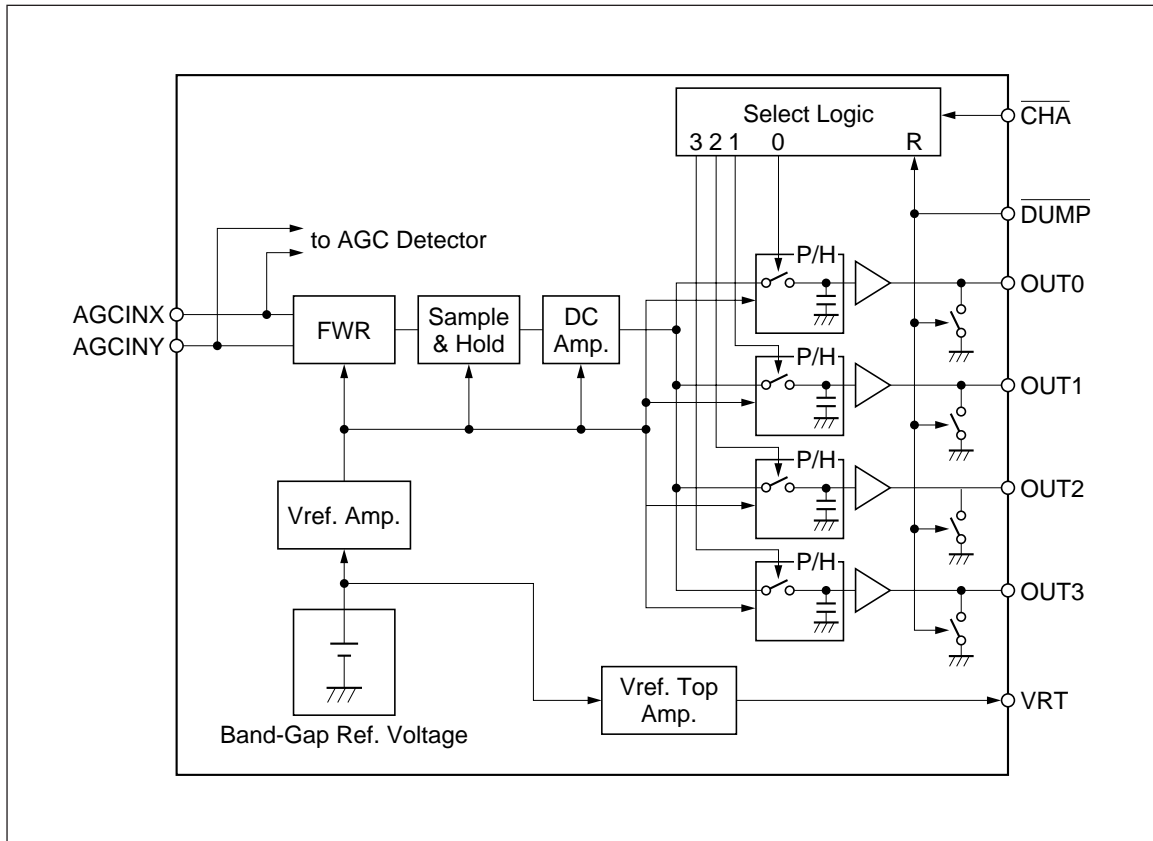 Select Logic
3 2 1 0 R
CHA
DUMP
to AGC Detector
P/H
OUT0
AGCINX
AGCINY
FWR
Sample
& Hold
DC
Amp.
P/H
OUT1
P/H
OUT2
Vref. Amp.
P/H
OUT3
Vref. Top
Amp.
VRT
Band-Gap Ref. Voltage